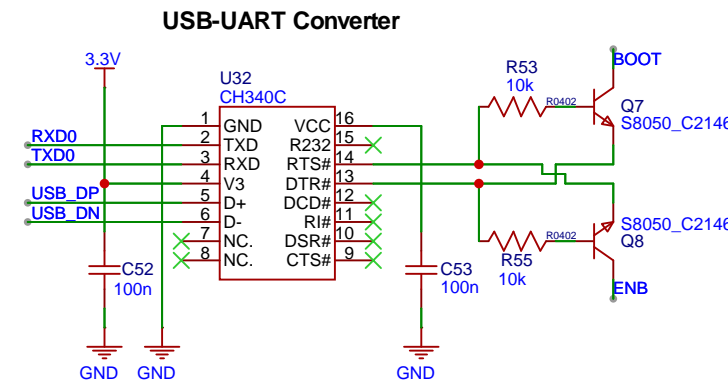 USB-UART Converter
3.3V
U32
CH340C
1 GND VCC 16
2 TXD R232 15
3 RXD RTS# 14
4 V3 DTR# 13
5 D+ DCD# 12
6 D- RI# 11
7 NC. DSR# 10
8 NC. CTS# 9
RXD0
TXD0
USB_DP
USB_DN
C52
100n
C53
100n
GND
GND
GND
R53
10k
R0402
BOOT
Q7
S8050_C2146
R0402
R55
10k
S8050_C2146
Q8
ENB